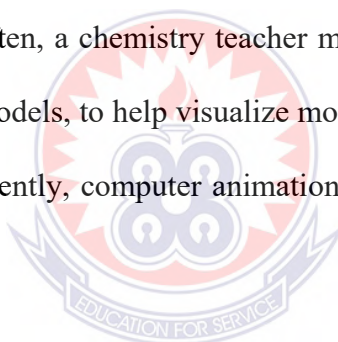 ten, a chemistry teacher m
odels, to help visualize mo
ently, computer animation
EDUCATION FOR SERVICE